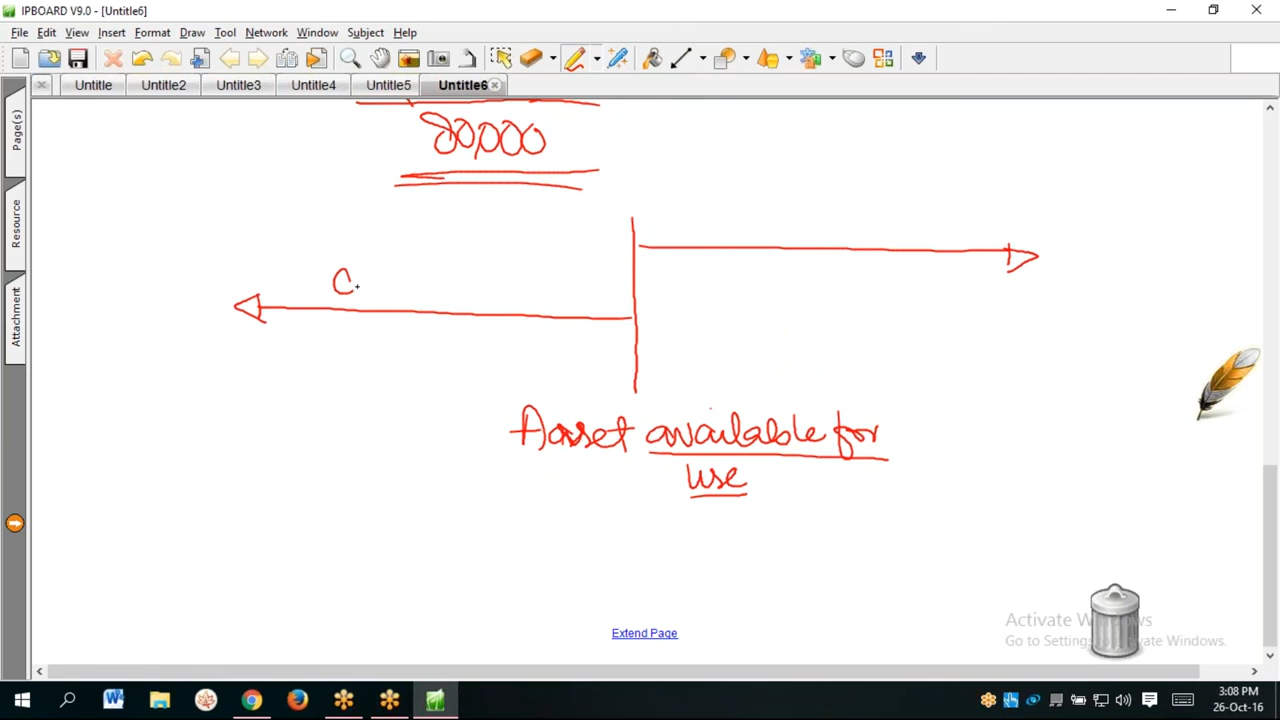 IPBOARD V9.0 - [Untitle6]
File Edit View Insert Format Draw Tool Network Window Subject Help
Untitle Untitle2 Untitle3 Untitle4 Untitle5 Untitle6
Page(s)
Resource
Attachment
80,000
C
Asset available for
use
Extend Page
Activate Windows
Go to Settings to activate Windows.
3:08 PM
26-Oct-16